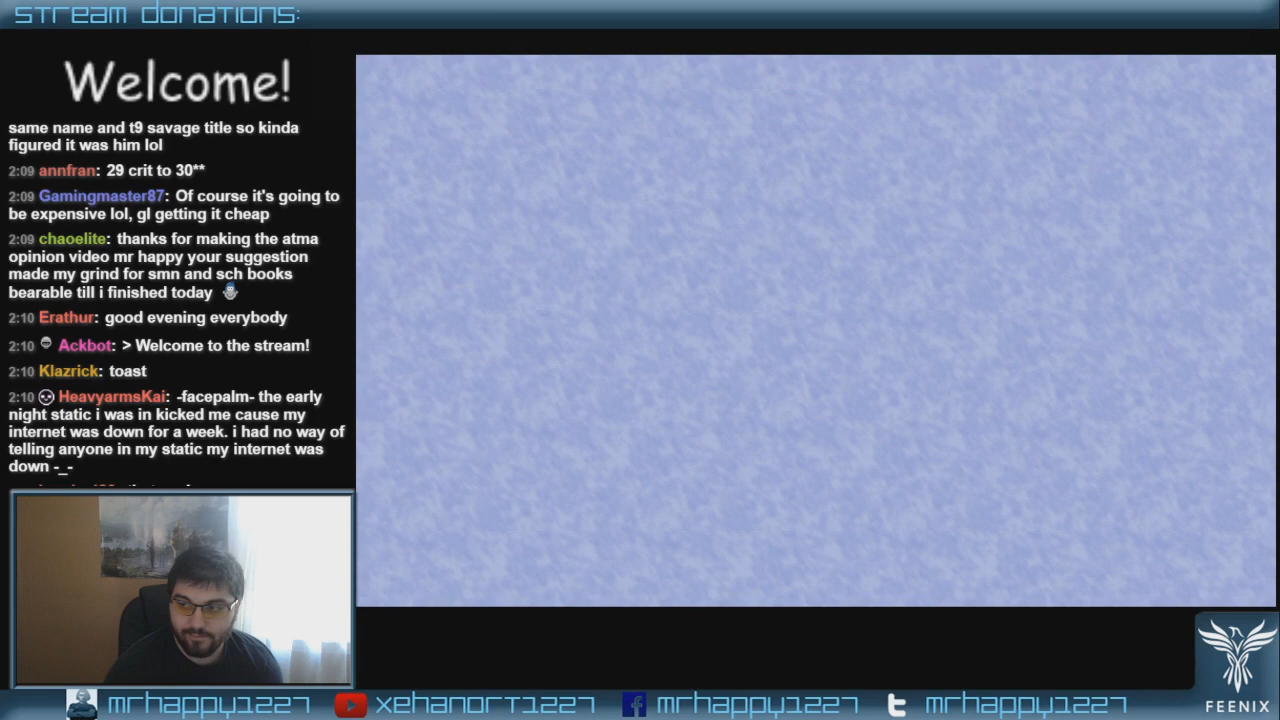 STREAM DONATIONS:
Welcome!
same name and t9 savage title so kinda
figured it was him lol
2:09 annfran: 29 crit to 30**
2:09 Gamingmaster87: Of course it's going to
be expensive lol, gl getting it cheap
2:09 chaoelite: thanks for making the atma
opinion video mr happy your suggestion
made my grind for smn and sch books
bearable till i finished today
2:10 Erathur: good evening everybody
2:10 Ackbot: > Welcome to the stream!
2:10 Klazrick: toast
2:10 HeavyarmsKai: -facepalm- the early
night static i was in kicked me cause my
internet was down for a week. i had no way of
telling anyone in my static my internet was
down -_-
mrhappy1227 xehanort1227 mrhappy1227 mrhappy1227
FEENIX